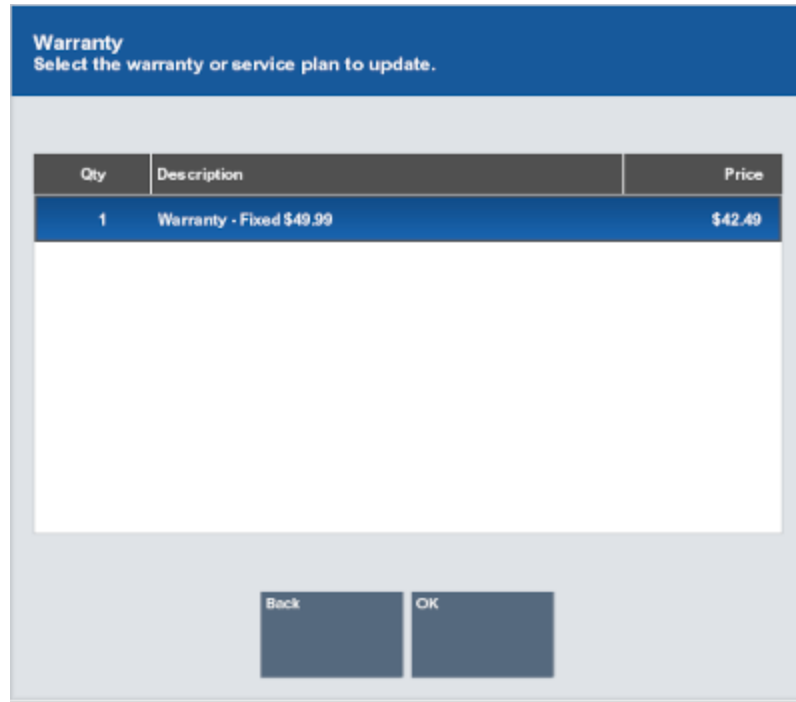 Warranty
Select the warranty or service plan to update.
Qty Description Price
1 Warranty - Fixed $49.99 $42.49
Back OK